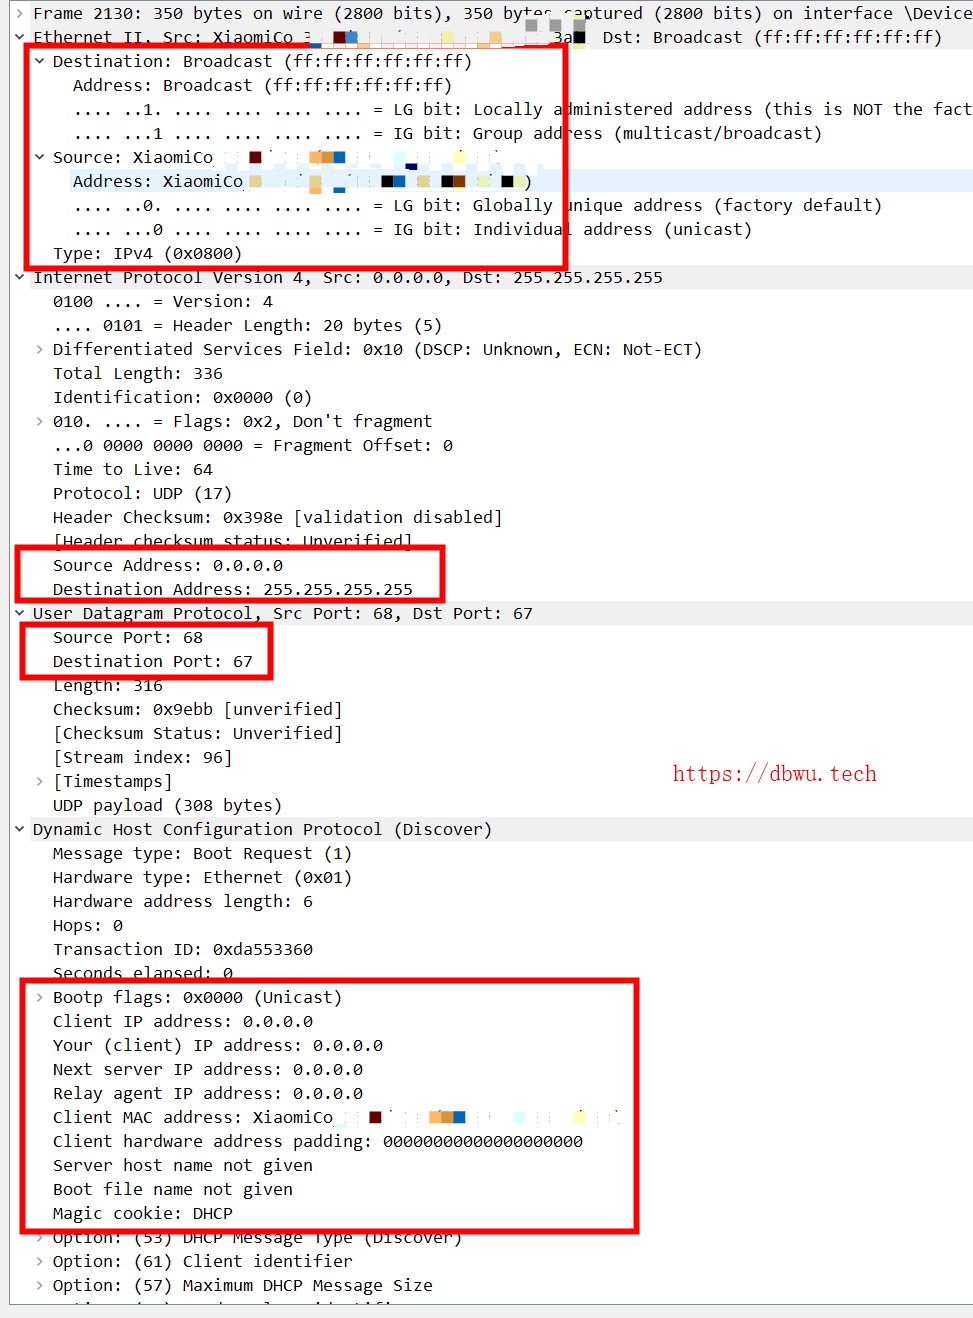 Frame 2130: 350 bytes on wire (2800 bits), 350 bytes captured (2800 bits) on interface \Device
Ethernet II, Src: XiaomiCo Dst: Broadcast (ff:ff:ff:ff:ff:ff)
Destination: Broadcast (ff:ff:ff:ff:ff:ff)
Address: Broadcast (ff:ff:ff:ff:ff:ff)
.... ..1. .... .... .... .... = LG bit: Locally administered address (this is NOT the fact
.... ...1 .... .... .... .... = IG bit: Group address (multicast/broadcast)
Source: XiaomiCo
Address: XiaomiCo
.... ..0. .... .... .... .... = LG bit: Globally unique address (factory default)
.... ...0 .... .... .... .... = IG bit: Individual address (unicast)
Type: IPv4 (0x0800)
Internet Protocol Version 4, Src: 0.0.0.0, Dst: 255.255.255.255
0100 .... = Version: 4
.... 0101 = Header Length: 20 bytes (5)
Differentiated Services Field: 0x10 (DSCP: Unknown, ECN: Not-ECT)
Total Length: 336
Identification: 0x0000 (0)
010. .... = Flags: 0x2, Don't fragment
...0 0000 0000 0000 = Fragment Offset: 0
Time to Live: 64
Protocol: UDP (17)
Header Checksum: 0x398e [validation disabled]
[Header checksum status: Unverified]
Source Address: 0.0.0.0
Destination Address: 255.255.255.255
User Datagram Protocol, Src Port: 68, Dst Port: 67
Source Port: 68
Destination Port: 67
Length: 316
Checksum: 0x9ebb [unverified]
[Checksum Status: Unverified]
[Stream index: 96]
https://dbwu.tech
[Timestamps]
UDP payload (308 bytes)
Dynamic Host Configuration Protocol (Discover)
Message type: Boot Request (1)
Hardware type: Ethernet (0x01)
Hardware address length: 6
Hops: 0
Transaction ID: 0xda553360
Seconds elapsed: 0
Bootp flags: 0x0000 (Unicast)
Client IP address: 0.0.0.0
Your (client) IP address: 0.0.0.0
Next server IP address: 0.0.0.0
Relay agent IP address: 0.0.0.0
Client MAC address: XiaomiCo
Client hardware address padding: 00000000000000000000
Server host name not given
Boot file name not given
Magic cookie: DHCP
Option: (53) DHCP Message Type (Discover)
Option: (61) Client identifier
Option: (57) Maximum DHCP Message Size